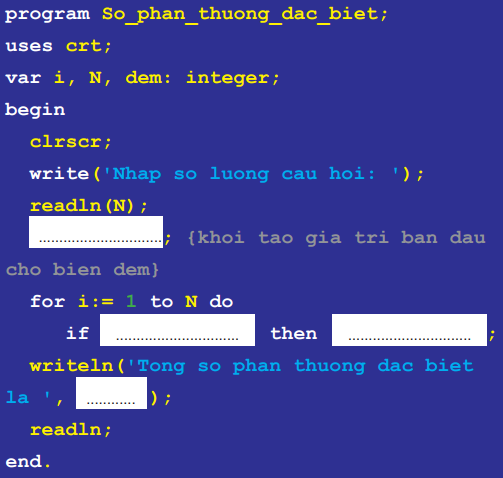 program So_phan_thuong_dac_biet;
uses crt;
var i, N, dem: integer;
begin
clrscr;
write('Nhap so luong cau hoi: ');
readln(N);
..............................; {khoi tao gia tri ban dau
cho bien dem}
for i:= 1 to N do
if .............................. then ..............................;
writeln('Tong so phan thuong dac biet
la ', ............);
readln;
end.